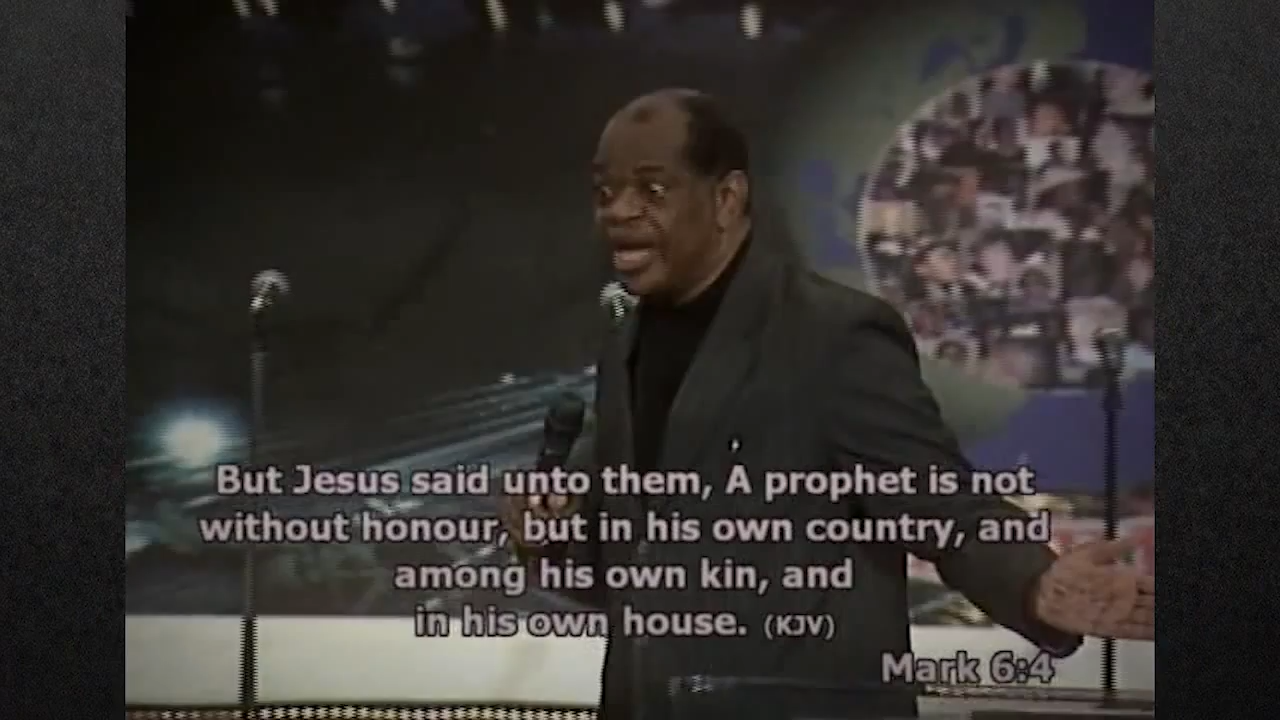 But Jesus said unto them, A prophet is not
without honour, but in his own country, and
among his own kin, and
in his own house. (KJV)
Mark 6:4